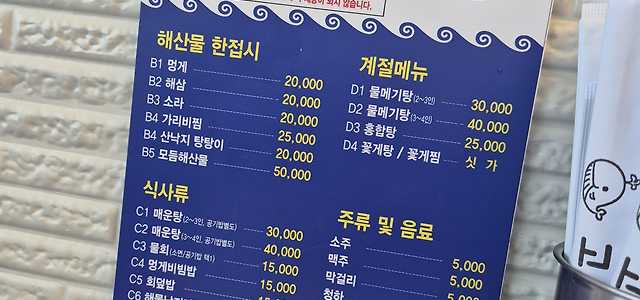 되지 않습니다.
해산물 한접시
B1 멍게 20,000
B2 해삼 20,000
B3 소라 20,000
B4 가리비찜 25,000
B4 산낙지 탕탕이 20,000
B5 모듬해산물 50,000
식사류
C1 매운탕(2~3인, 공기밥별도) 30,000
C2 매운탕(3~4인, 공기밥별도) 40,000
C3 물회(소면/공기밥 택1) 15,000
C4 멍게비빔밥 15,000
C5 회덮밥
계절메뉴
D1 물메기탕(2~3인) 30,000
D2 물메기탕(3~4인) 40,000
D3 홍합탕 25,000
D4 꽃게탕 / 꽃게찜 싯 가
주류 및 음료
소주 5,000
맥주 5,000
막걸리 5,000
청하